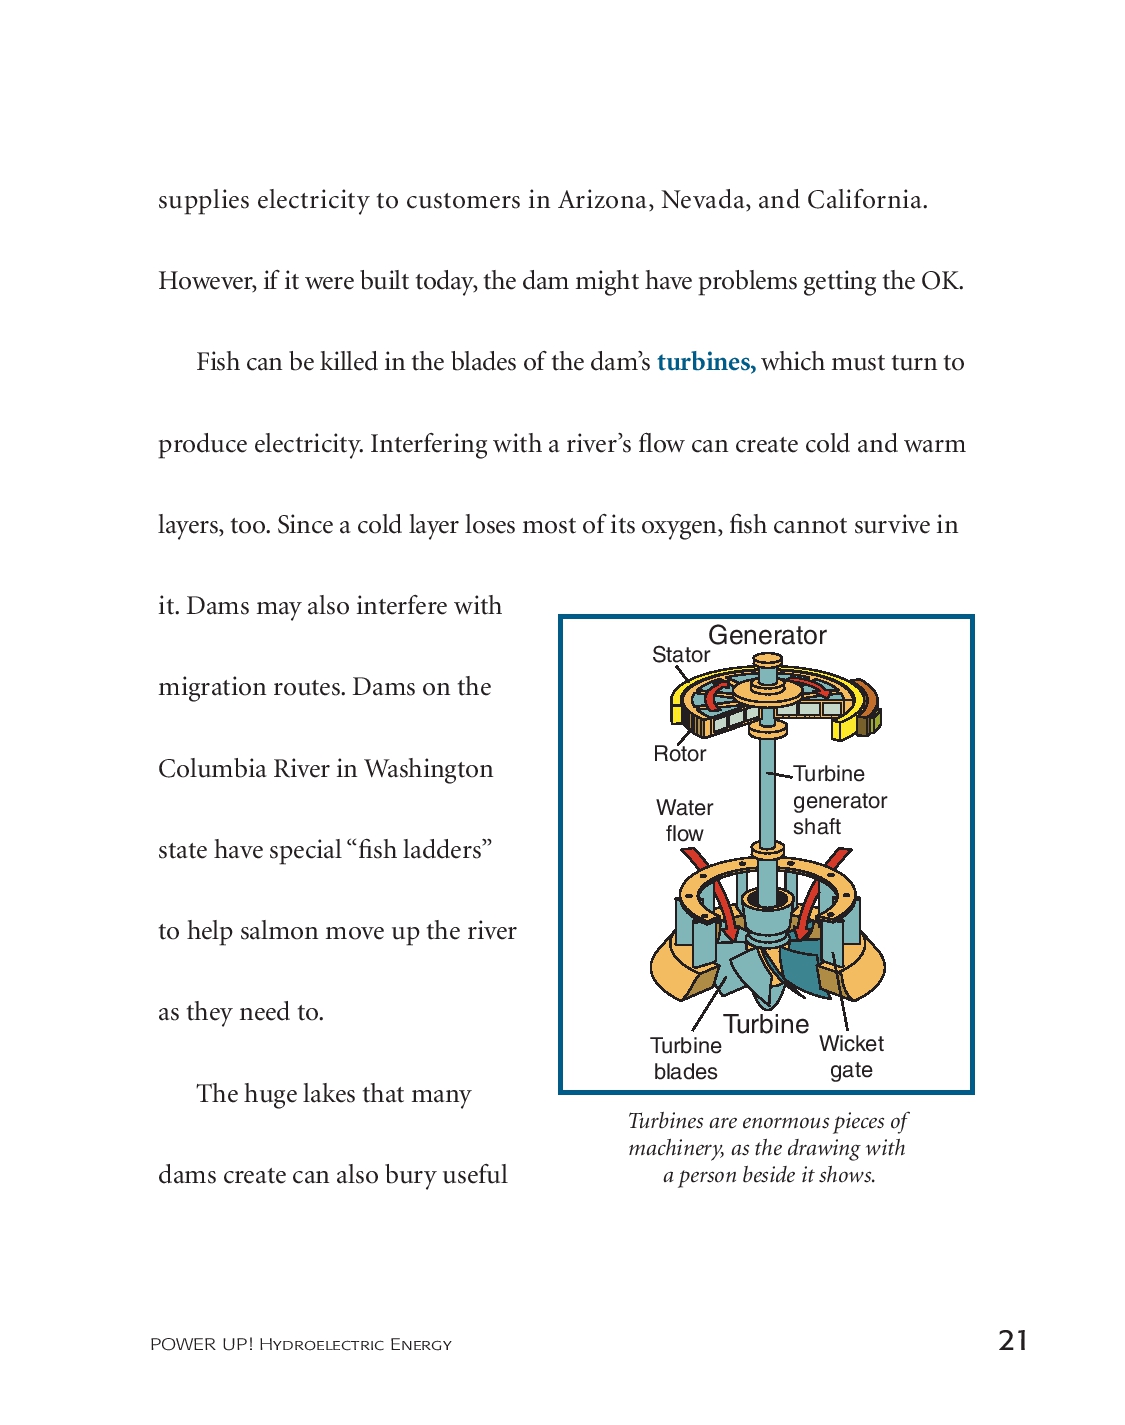 supplies electricity to customers in Arizona, Nevada, and California.
However, if it were built today, the dam might have problems getting the OK.
Fish can be killed in the blades of the dam’s turbines, which must turn to
produce electricity. Interfering with a river’s flow can create cold and warm
layers, too. Since a cold layer loses most of its oxygen, fish cannot survive in
it. Dams may also interfere with
migration routes. Dams on the
Columbia River in Washington
state have special “fish ladders”
to help salmon move up the river
as they need to.
The huge lakes that many
dams create can also bury useful
Generator
Stator
Rotor
Turbine
generator
shaft
Water
flow
Turbine
Turbine
blades
Wicket
gate
Turbines are enormous pieces of
machinery, as the drawing with
a person beside it shows.
POWER UP! Hydroelectric Energy
21